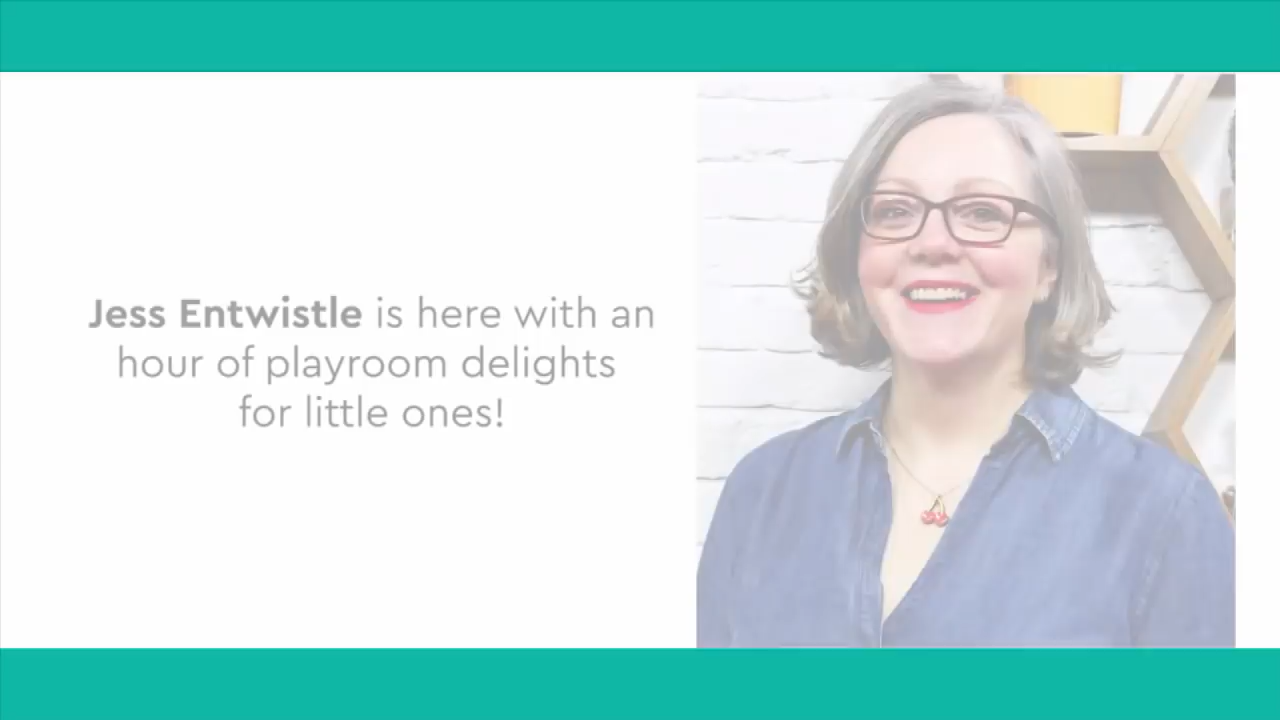 Jess Entwistle is here with an
hour of playroom delights
for little ones!